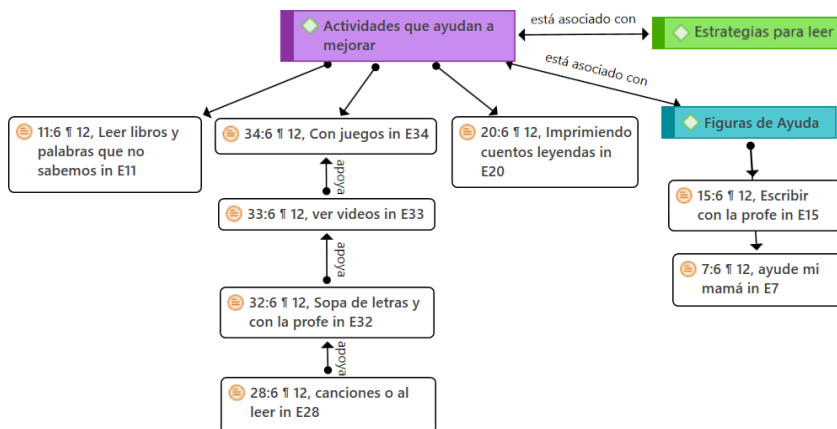 Actividades que ayudan a
mejorar
está asociado con
Estrategias para leer
está asociado con
Figuras de Ayuda
11:6 ¶ 12, Leer libros y
palabras que no
sabemos in E11
34:6 ¶ 12, Con juegos in E34
20:6 ¶ 12, Imprimiendo
cuentos leyendas in
E20
apoya
33:6 ¶ 12, ver videos in E33
15:6 ¶ 12, Escribir
con la profe in E15
apoya
7:6 ¶ 12, ayude mi
mamá in E7
32:6 ¶ 12, Sopa de letras y
con la profe in E32
apoya
28:6 ¶ 12, canciones o al
leer in E28